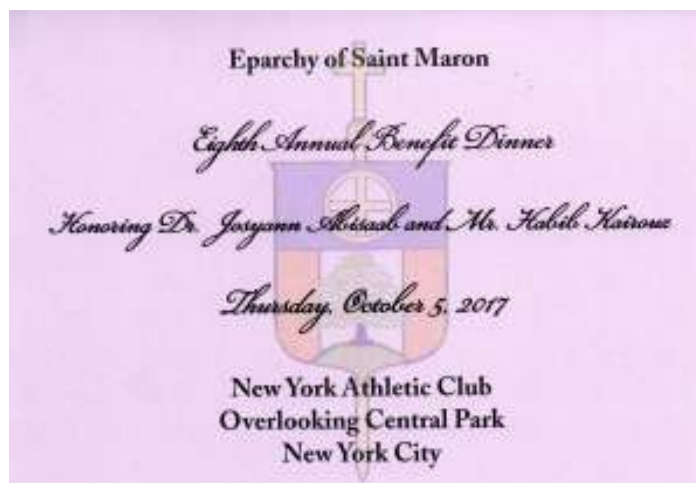 Eparchy of Saint Maron
Eighth Annual Benefit Dinner
Honoring Dr. Josyann Abisaab and Mr. Habib Kairouz
Thursday, October 5, 2017
New York Athletic Club
Overlooking Central Park
New York City